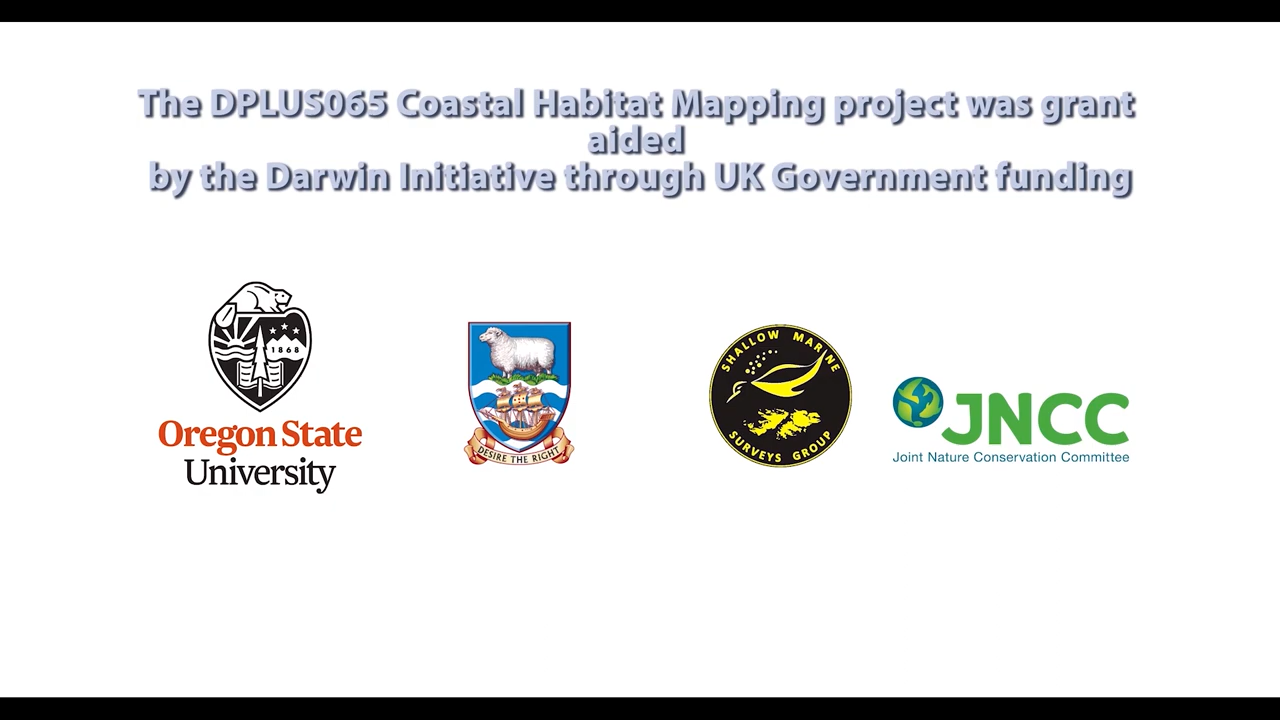 The DPLUS065 Coastal Habitat Mapping project was grant
aided
by the Darwin Initiative through UK Government funding
1868
Oregon State
University
DESIRE THE RIGHT
SHALLOW MARINE
SURVEYS GROUP
JNCC
Joint Nature Conservation Committee